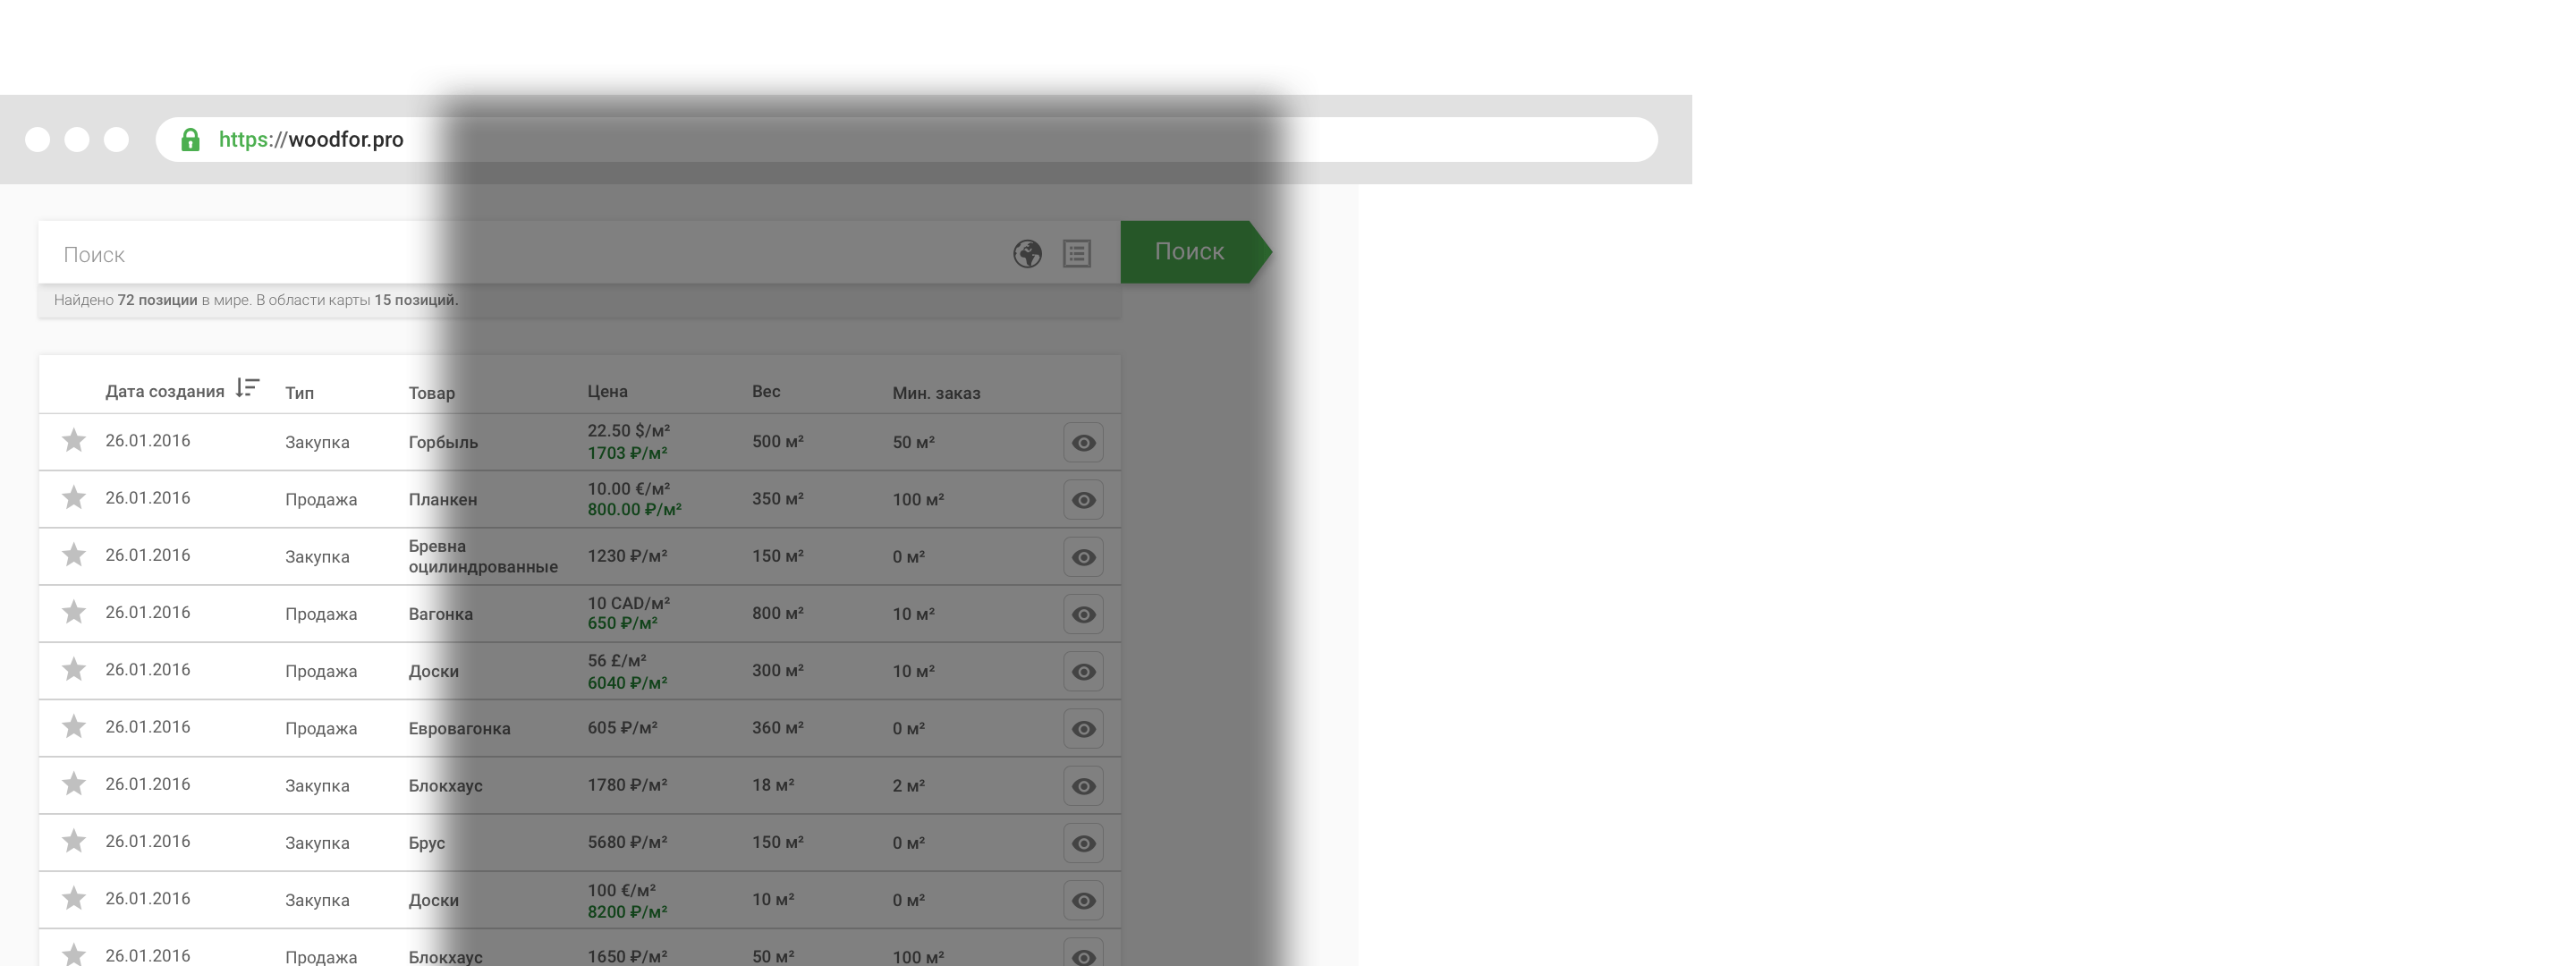 https://woodfor.pro
Поиск
Поиск
Найдено 72 позиции в мире. В области карты 15 позиций.
Дата создания Тип Товар Цена Вес Мин. заказ
26.01.2016 Закупка Горбыль 22.50 $/м² 1703 ₽/м² 500 м² 50 м²
26.01.2016 Продажа Планкен 10.00 €/м² 800.00 ₽/м² 350 м² 100 м²
26.01.2016 Закупка Бревна оцилиндрованные 1230 ₽/м² 150 м² 0 м²
26.01.2016 Продажа Вагонка 10 CAD/м² 650 ₽/м² 800 м² 10 м²
26.01.2016 Продажа Доски 56 £/м² 6040 ₽/м² 300 м² 10 м²
26.01.2016 Продажа Евровагонка 605 ₽/м² 360 м² 0 м²
26.01.2016 Закупка Блокхаус 1780 ₽/м² 18 м² 2 м²
26.01.2016 Закупка Брус 5680 ₽/м² 150 м² 0 м²
26.01.2016 Закупка Доски 100 €/м² 8200 ₽/м² 10 м² 0 м²
26.01.2016 Продажа Блокхаус 1650 ₽/м² 50 м² 100 м²